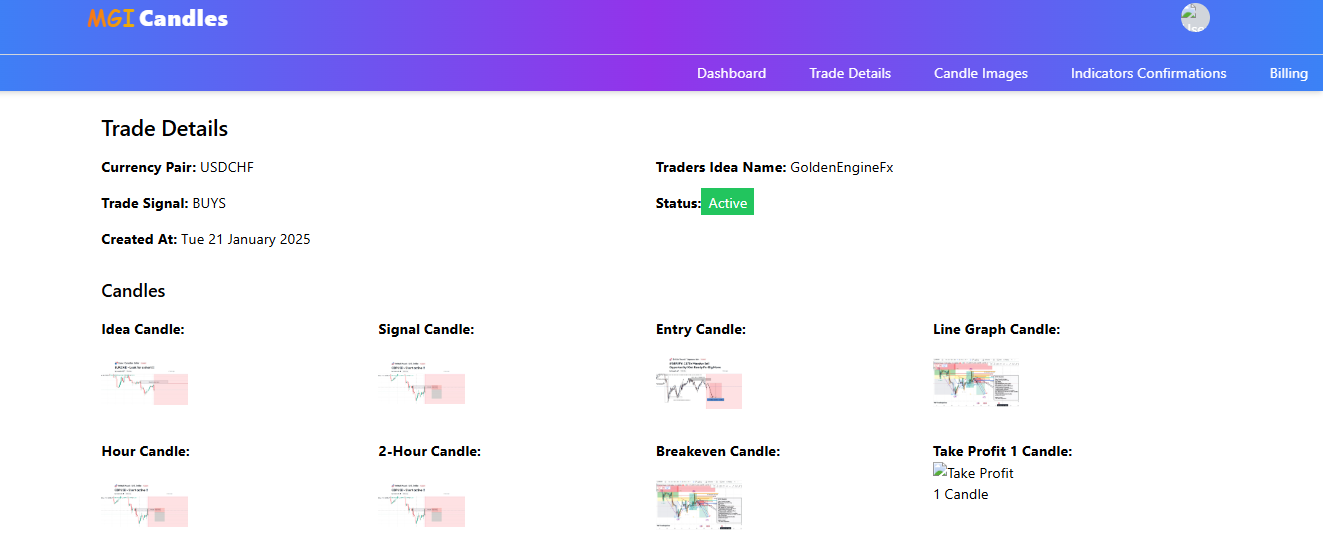 MGI Candles
Dashboard Trade Details Candle Images Indicators Confirmations Billing
Trade Details
Currency Pair: USDCHF Traders Idea Name: GoldenEngineFx
Trade Signal: BUYS Status: Active
Created At: Tue 21 January 2025
Candles
Idea Candle: Signal Candle: Entry Candle: Line Graph Candle:
Hour Candle: 2-Hour Candle: Breakeven Candle: Take Profit 1 Candle:
Take Profit
1 Candle